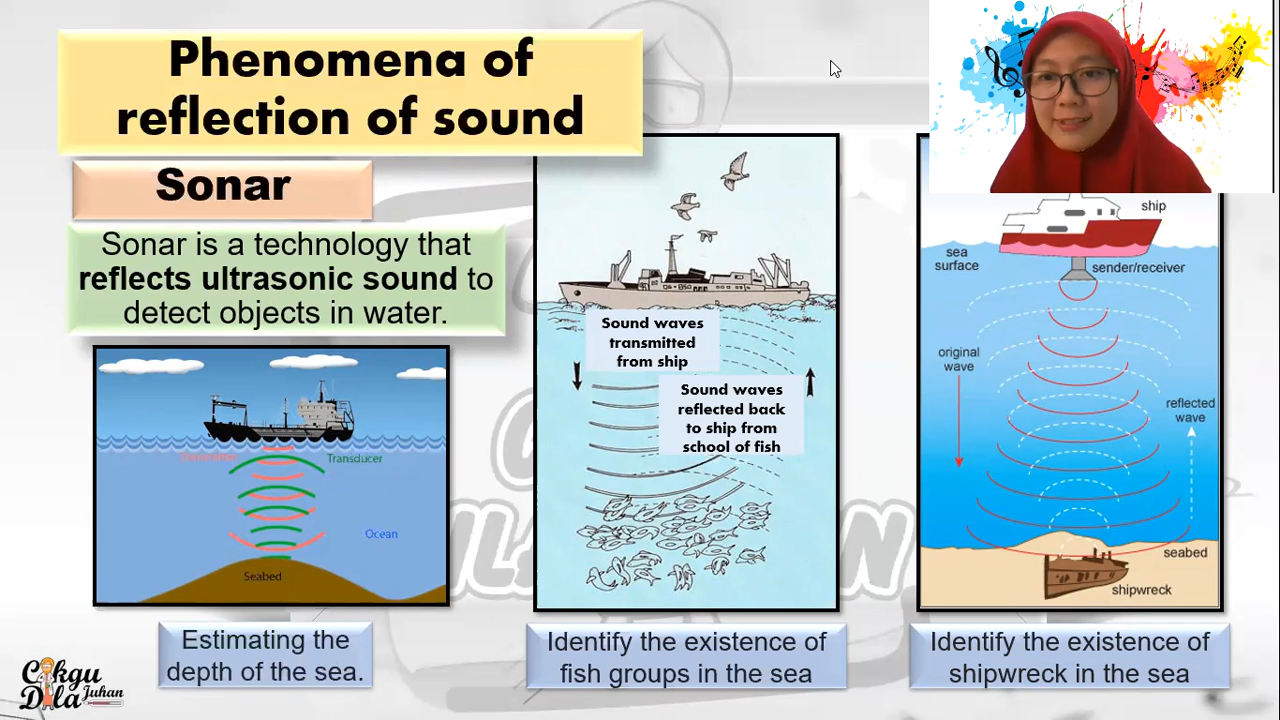 Phenomena of
reflection of sound
Sonar
Sonar is a technology that
reflects ultrasonic sound to
detect objects in water.
Transducer
Ocean
Seabed
Estimating the
depth of the sea.
Sound waves
transmitted
from ship
Sound waves
reflected back
to ship from
school of fish
Identify the existence of
fish groups in the sea
ship
sea
surface
sender/receiver
original
wave
reflected
wave
seabed
shipwreck
Identify the existence of
shipwreck in the sea
Cikgu
Dila Juhan